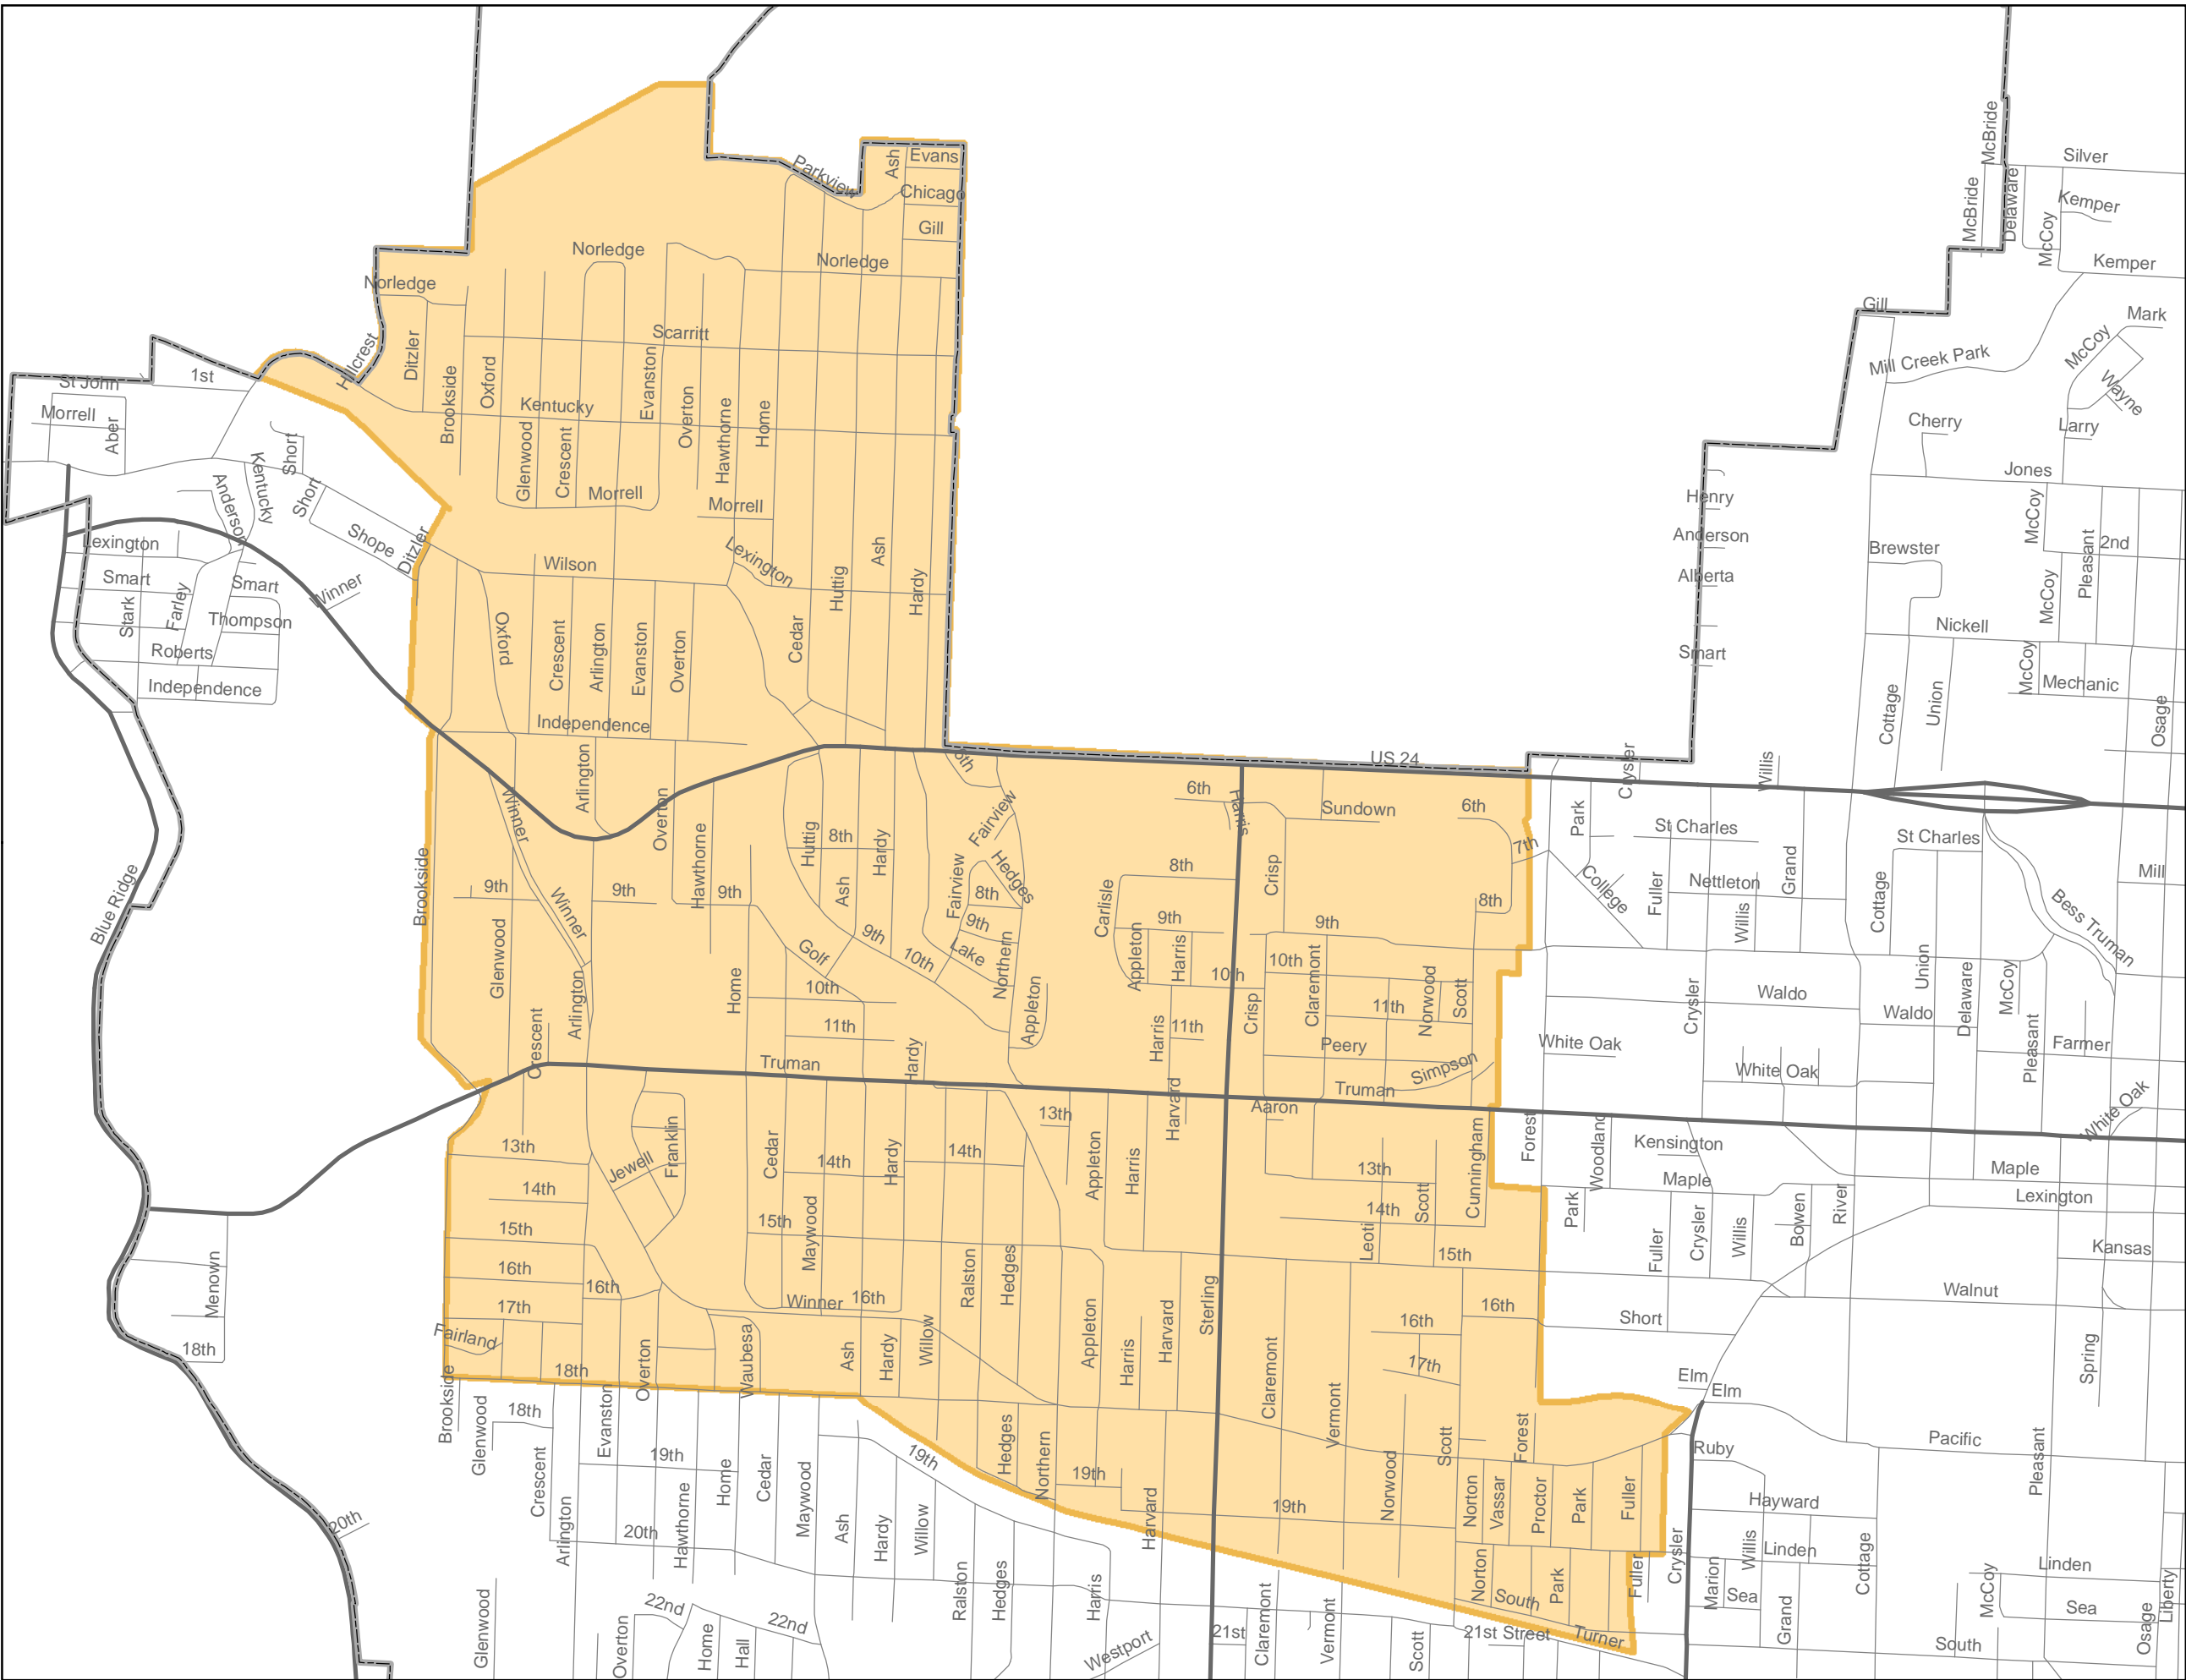 McBride
Silver
Ash
Evans
Parkview
Chicago
McBride
Delaware
McCoy
Kemper
Gill
Norledge
Norledge
Kemper
Norledge
Gill
Mark
Hillcrest
Ditzler
Scarritt
Mill Creek Park
McCoy
Wayne
St John
1st
Brookside
Oxford
Evanston
Overton
Hawthorne
Home
Morrell
Aber
Kentucky
Cherry
Larry
Short
Kentucky
Anderson
Glenwood
Crescent
Morrell
Morrell
Jones
Short
Henry
McCoy
Pleasant
2nd
Shope
Ditzler
Anderson
Brewster
Lexington
Wilson
Lexington
Ash
Huttig
Hardy
Alberta
Smart
Stark
Farley
Smart
Winner
Thompson
McCoy
Nickell
Roberts
Oxford
Crescent
Arlington
Evanston
Overton
Cedar
Smart
McCoy
Mechanic
Independence
Independence
Cottage
Union
Osage
US 24
6th
Arlington
Overton
Winner
Crysler
Willis
6th
Harris
Sundown
6th
Park
Fairview
Huttig
8th
Hardy
St Charles
St Charles
7th
Mill
Brookside
Blue Ridge
Hawthorne
Hedges
8th
Crisp
College
Fuller
Nettleton
Grand
Cottage
Bess Truman
9th
Winner
9th
9th
Ash
Fairview
8th
Carlisle
8th
Willis
9th
9th
9th
9th
Glenwood
Golf
10th
Lake
Northern
Appleton
Harris
10th
10th
Claremont
Norwood
Scott
Union
Arlington
Home
10th
Appleton
Crisp
11th
Crysler
Waldo
Waldo
Delaware
McCoy
Crescent
11th
Hardy
Harris
11th
Peery
Simpson
White Oak
White Oak
Pleasant
Farmer
Truman
Truman
White Oak
13th
Harvard
Aaron
13th
Jewell
Franklin
Cedar
14th
Hardy
14th
Appleton
Harris
13th
Scott
Cunningham
Forest
Woodland
Kensington
Maple
Maple
Lexington
14th
15th
15th
Maywood
14th
Leoti
15th
Park
Fuller
Crysler
Willis
Bowen
River
Kansas
Menown
16th
16th
Winner
16th
Ralston
Hedges
Sterling
Walnut
17th
16th
16th
Short
Fairland
18th
18th
Overton
Waubesa
Ash
Hardy
Willow
Appleton
Harris
Harvard
Claremont
Vermont
17th
Elm
Elm
Spring
Brookside
Glenwood
18th
Crescent
Evanston
19th
Home
Cedar
Maywood
19th
Hedges
Northern
19th
Norwood
Scott
Forest
Ruby
Pacific
Pleasant
20th
Arlington
20th
Hawthorne
Ash
Hardy
Willow
Harvard
19th
Norton
Vassar
Proctor
Park
Fuller
Crysler
Hayward
Willis
Linden
Cottage
Linden
Glenwood
22nd
Overton
Home
Hall
22nd
Ralston
Hedges
Harris
Westport
21st
Claremont
Vermont
Scott
Norton
South
Park
Fuller
21st Street
Turner
Marion
Sea
Grand
McCoy
Sea
South
Osage
Liberty